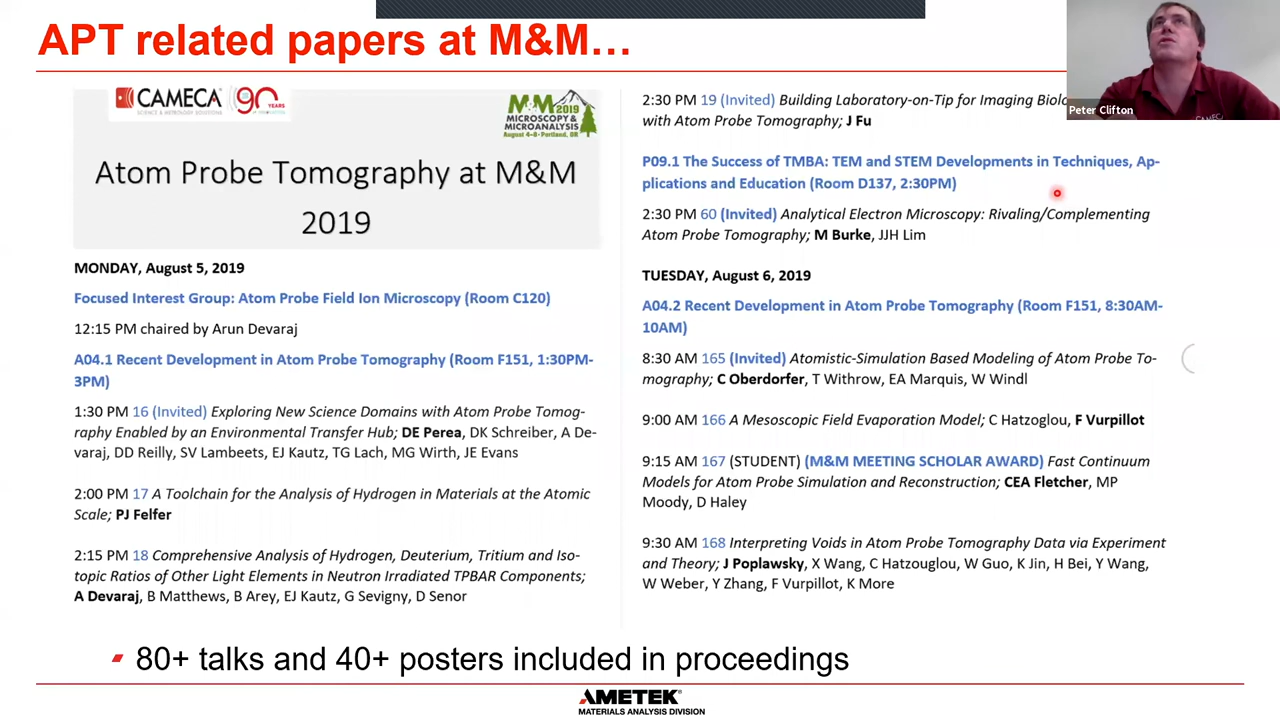 APT related papers at M&M…
Peter Clifton
CAMECA
SCIENCE & METROLOGY SOLUTIONS
90 YEARS
M&M 2019
MICROSCOPY &
MICROANALYSIS
August 4-8 • Portland, OR
Atom Probe Tomography at M&M
2019
MONDAY, August 5, 2019
Focused Interest Group: Atom Probe Field Ion Microscopy (Room C120)
12:15 PM chaired by Arun Devaraj
A04.1 Recent Development in Atom Probe Tomography (Room F151, 1:30PM-
3PM)
1:30 PM 16 (Invited) Exploring New Science Domains with Atom Probe Tomog-
raphy Enabled by an Environmental Transfer Hub; DE Perea, DK Schreiber, A De-
varaj, DD Reilly, SV Lambeets, EJ Kautz, TG Lach, MG Wirth, JE Evans
2:00 PM 17 A Toolchain for the Analysis of Hydrogen in Materials at the Atomic
Scale; PJ Felfer
2:15 PM 18 Comprehensive Analysis of Hydrogen, Deuterium, Tritium and Iso-
topic Ratios of Other Light Elements in Neutron Irradiated TPBAR Components;
A Devaraj, B Matthews, B Arey, EJ Kautz, G Sevigny, D Senor
2:30 PM 19 (Invited) Building Laboratory-on-Tip for Imaging
with Atom Probe Tomography; J Fu
P09.1 The Success of TMBA: TEM and STEM Developments in Techniques, Ap-
plications and Education (Room D137, 2:30PM)
2:30 PM 60 (Invited) Analytical Electron Microscopy: Rivaling/Complementing
Atom Probe Tomography; M Burke, JJH Lim
TUESDAY, August 6, 2019
A04.2 Recent Development in Atom Probe Tomography (Room F151, 8:30AM-
10AM)
8:30 AM 165 (Invited) Atomistic-Simulation Based Modeling of Atom Probe To-
mography; C Oberdorfer, T Withrow, EA Marquis, W Windl
9:00 AM 166 A Mesoscopic Field Evaporation Model; C Hatzoglou, F Vurpillot
9:15 AM 167 (STUDENT) (M&M MEETING SCHOLAR AWARD) Fast Continuum
Models for Atom Probe Simulation and Reconstruction; CEA Fletcher, MP
Moody, D Haley
9:30 AM 168 Interpreting Voids in Atom Probe Tomography Data via Experiment
and Theory; J Poplawsky, X Wang, C Hatzouglou, W Guo, K Jin, H Bei, Y Wang,
W Weber, Y Zhang, F Vurpillot, K More
80+ talks and 40+ posters included in proceedings
AMETEK
MATERIALS ANALYSIS DIVISION